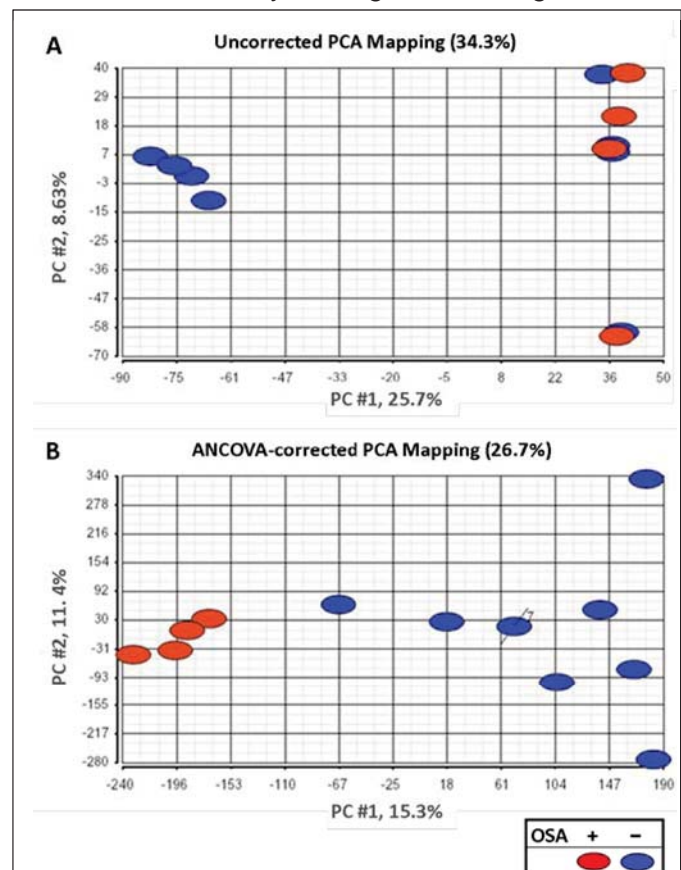 A
Uncorrected PCA Mapping (34.3%)
40
29
18
7
-3
-15
-25
-36
-47
-58
-70
PC #2, 8.63%
-90 -75 -61 -47 -33 -20 -5 8 22 36 50
PC #1, 25.7%
B
ANCOVA-corrected PCA Mapping (26.7%)
340
278
216
154
92
30
-31
-93
-155
-217
-280
PC #2, 11. 4%
-240 -196 -153 -110 -67 -25 18 61 104 147 190
PC #1, 15.3%
OSA + −